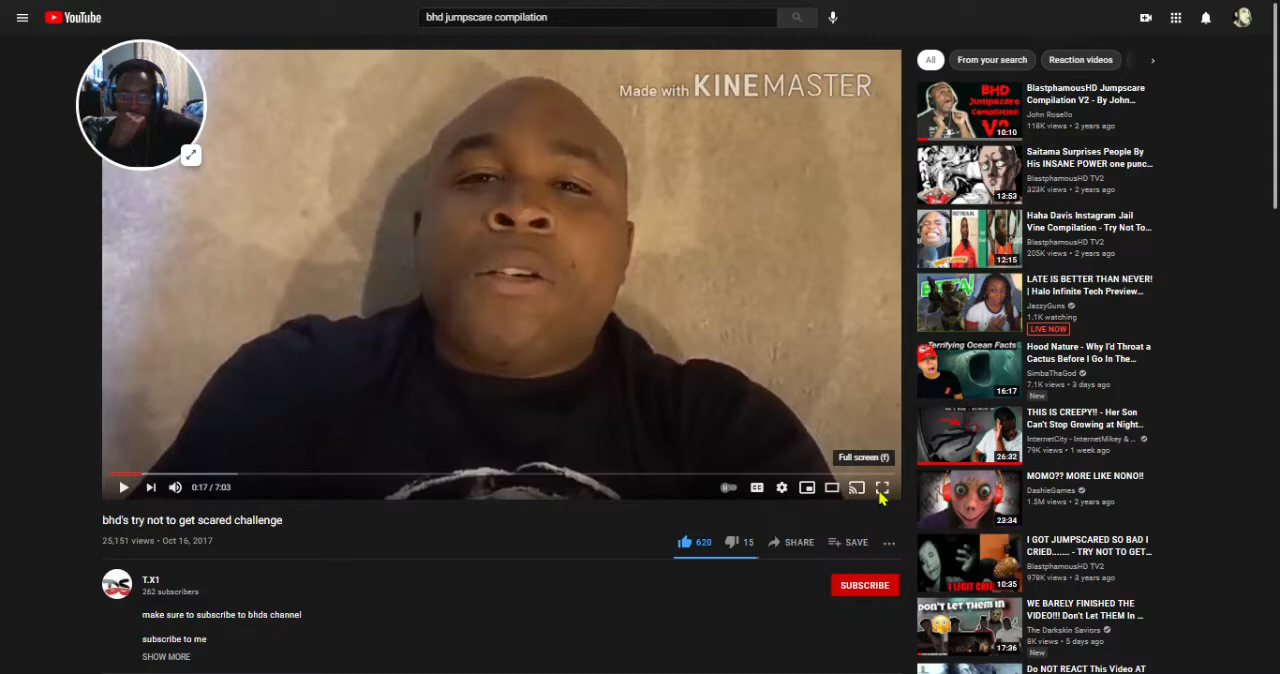 YouTube
bhd jumpscare compilation
Made with KINEMASTER
Full screen (f)
0:17 / 7:03
CC
bhd's try not to get scared challenge
25,151 views • Oct 16, 2017
620
15
SHARE
SAVE
T.X1
262 subscribers
SUBSCRIBE
make sure to subscribe to bhds channel
subscribe to me
SHOW MORE
All
From your search
Reaction videos
BHD
Jumpscare
Compilation
V2
10:10
BlastphamousHD Jumpscare
Compilation V2 - By John...
John Rosello
118K views • 2 years ago
13:53
Saitama Surprises People By
His INSANE POWER one punc...
BlastphamousHD TV2
323K views • 2 years ago
12:15
Haha Davis Instagram Jail
Vine Compilation - Try Not To...
BlastphamousHD TV2
205K views • 2 years ago
LATE IS BETTER THAN NEVER!
| Halo Infinite Tech Preview...
JazzyGuns
1.1K watching
LIVE NOW
Terrifying Ocean Facts
16:17
Hood Nature - Why I'd Throat a
Cactus Before I Go In The...
SimbaThaGod
7.1K views • 3 days ago
New
26:32
THIS IS CREEPY!! - Her Son
Can't Stop Growing at Night..
InternetCity - InternetMikey & ...
79K views • 1 week ago
23:34
MOMO?? MORE LIKE NONO!!
DashieGames
1.5M views • 2 years ago
I LEGIT CRIED
10:35
I GOT JUMPSCARED SO BAD I
CRIED....... - TRY NOT TO GET...
BlastphamousHD TV2
978K views • 3 years ago
DON'T LET THEM IN
17:36
WE BARELY FINISHED THE
VIDEO!!! Don't Let THEM In ...
The Darkskin Saviors
8K views • 5 days ago
New
Do NOT REACT This Video AT